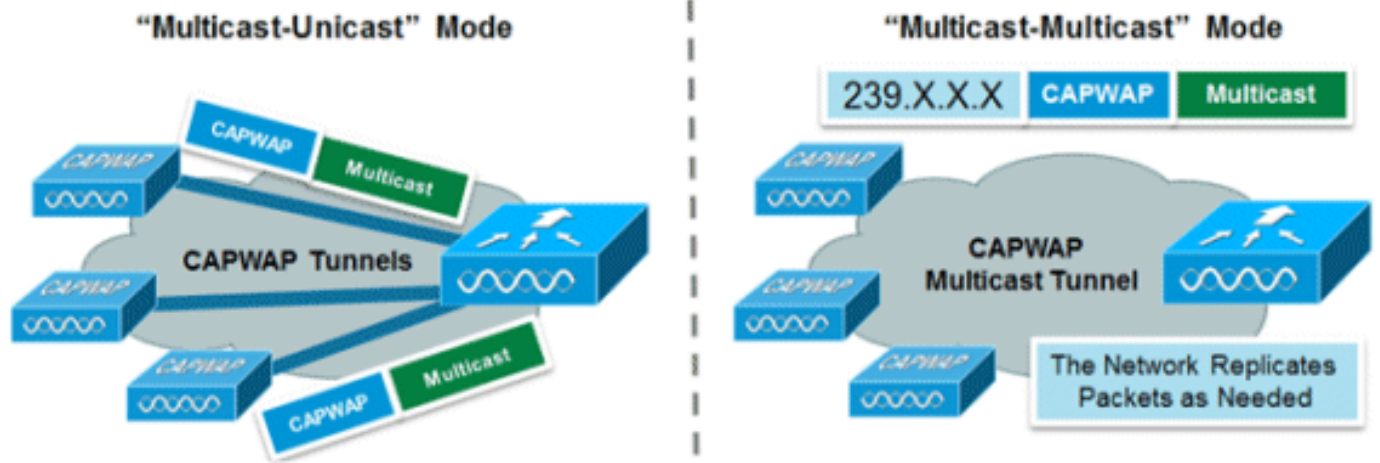 “Multicast-Unicast” Mode
CAPWAP
Multicast
CAPWAP
CAPWAP
CAPWAP
CAPWAP Tunnels
CAPWAP
Multicast
“Multicast-Multicast” Mode
239.X.X.X
CAPWAP
Multicast
CAPWAP
CAPWAP
CAPWAP
CAPWAP
Multicast Tunnel
The Network Replicates
Packets as Needed